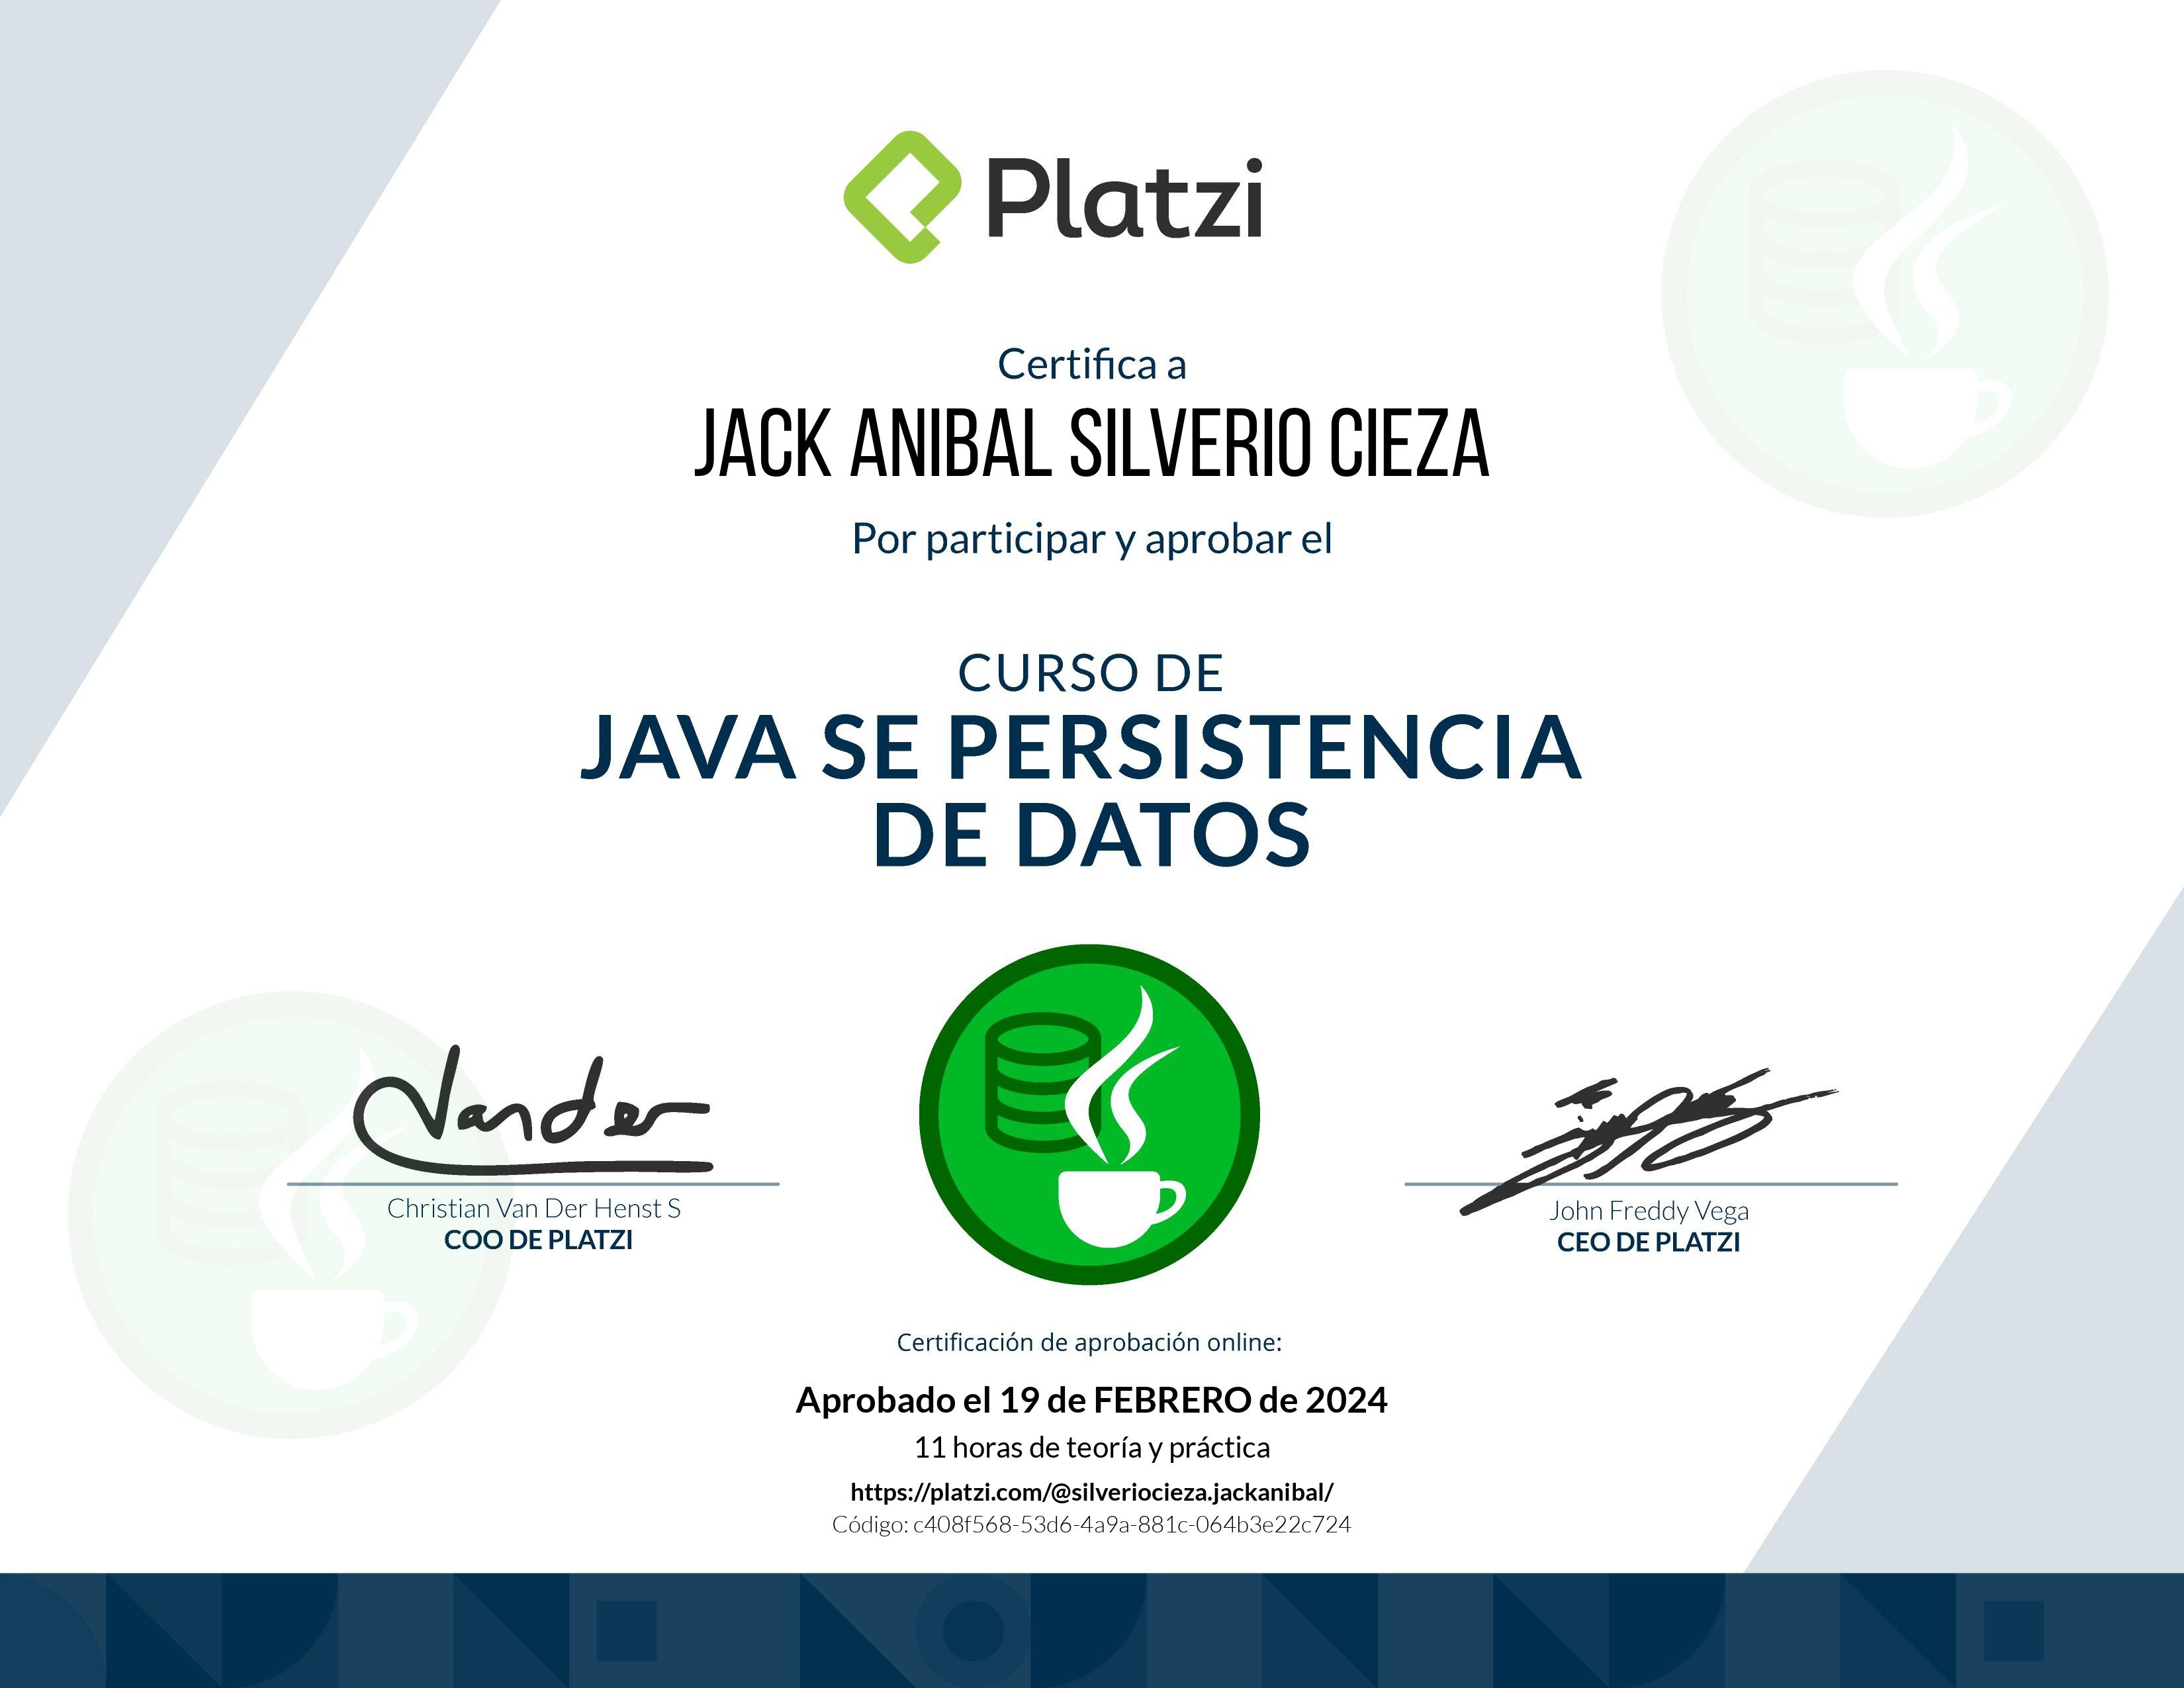 Platzi
Certifica a
JACK ANIBAL SILVERIO CIEZA
Por participar y aprobar el
CURSO DE
JAVA SE PERSISTENCIA
DE DATOS
Vander
Christian Van Der Henst S
COO DE PLATZI
John Freddy Vega
CEO DE PLATZI
Certificación de aprobación online:
Aprobado el 19 de FEBRERO de 2024
11 horas de teoría y práctica
https://platzi.com/@silveriocieza.jackanibal/
Código: c408f568-53d6-4a9a-881c-064b3e22c724